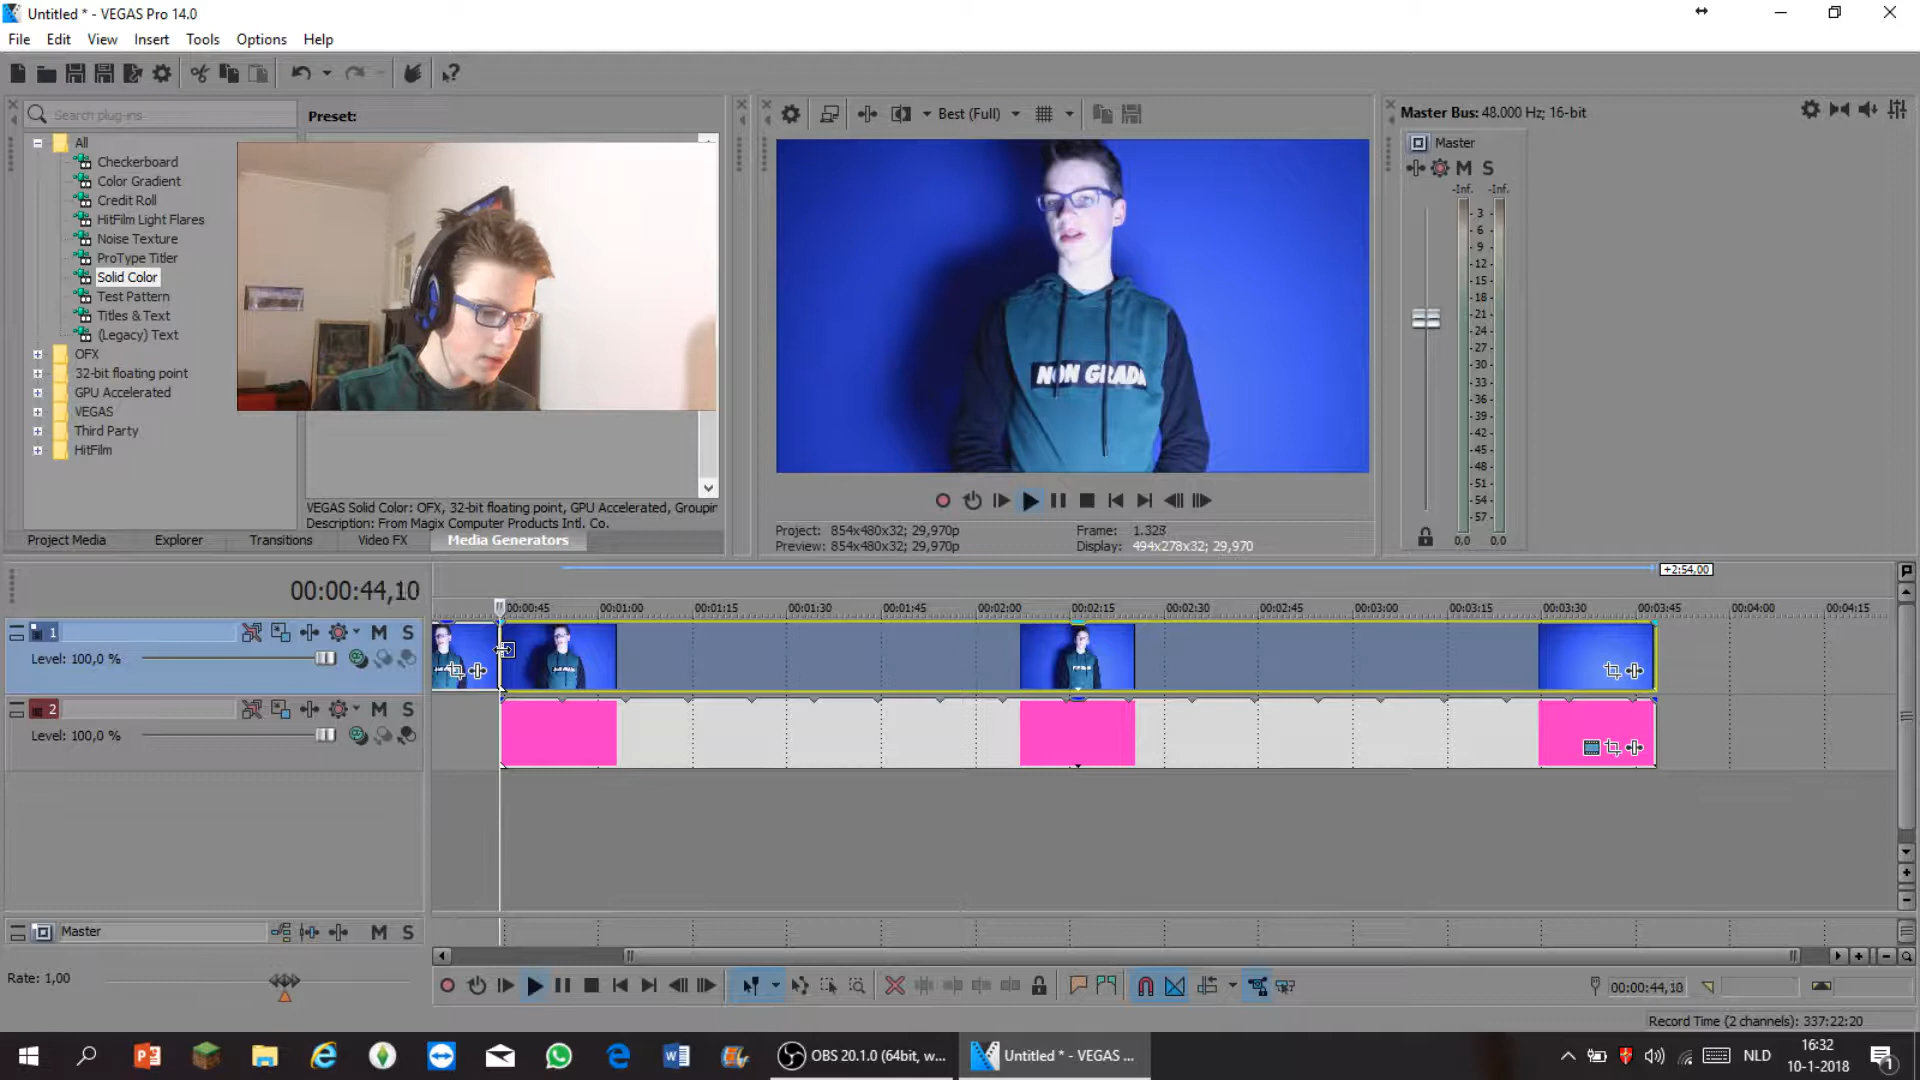 Untitled * - VEGAS Pro 14.0
File Edit View Insert Tools Options Help
Search plug-ins
Preset:
All
Checkerboard
Color Gradient
Credit Roll
HitFilm Light Flares
Noise Texture
ProType Titler
Solid Color
Test Pattern
Titles & Text
(Legacy) Text
OFX
32-bit floating point
GPU Accelerated
VEGAS
Third Party
HitFilm
VEGAS Solid Color: OFX, 32-bit floating point, GPU Accelerated, Groupin
Description: From Magix Computer Products Intl. Co.
Project Media Explorer Transitions Video FX Media Generators
Best (Full)
NON GRADA
Project: 854x480x32; 29,970p
Preview: 854x480x32; 29,970p
Frame: 1.328
Display: 494x278x32; 29,970
Master Bus: 48.000 Hz; 16-bit
Master
M S
-Inf. -Inf.
3
6
9
12
15
18
21
24
27
30
33
36
39
42
45
48
51
54
57
0,0 0,0
00:00:44,10
+2:54,00
00:00:45 00:01:00 00:01:15 00:01:30 00:01:45 00:02:00 00:02:15 00:02:30 00:02:45 00:03:00 00:03:15 00:03:30 00:03:45 00:04:00 00:04:15
1 M S
Level: 100,0 %
2 M S
Level: 100,0 %
Master M S
Rate: 1,00
00:00:44,10
Record Time (2 channels): 337:22:20
OBS 20.1.0 (64bit, w...
Untitled * - VEGAS ...
NLD
16:32
10-1-2018
1